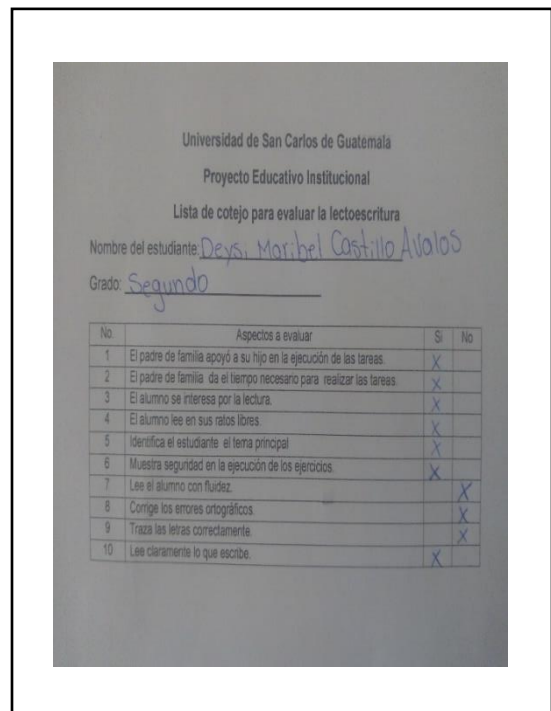 Universidad de San Carlos de Guatemala
Proyecto Educativo Institucional
Lista de cotejo para evaluar la lectoescritura
Nombre del estudiante: Deysi Maribel Castillo Avalos
Grado: Segundo
No. Aspectos a evaluar Si No
1 El padre de familia apoyó a su hijo en la ejecución de las tareas. X
2 El padre de familia da el tiempo necesario para realizar las tareas X
3 El alumno se interesa por la lectura. X
4 El alumno lee en sus ratos libres. X
5 Identifica el estudiante el tema principal X
6 Muestra seguridad en la ejecución de los ejercicios. X
7 Lee el alumno con fluidez. X
8 Corrige los errores ortográficos. X
9 Traza las letras correctamente. X
10 Lee claramente lo que escribe. X